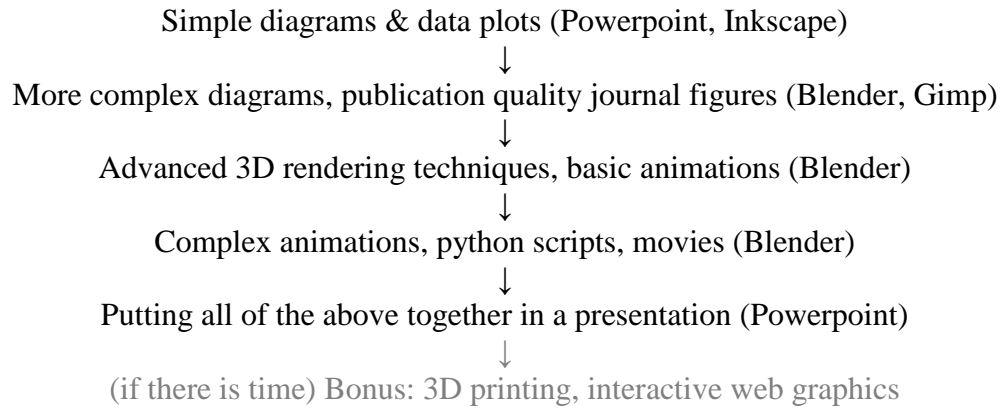 Simple diagrams & data plots (Powerpoint, Inkscape)
↓
More complex diagrams, publication quality journal figures (Blender, Gimp)
↓
Advanced 3D rendering techniques, basic animations (Blender)
↓
Complex animations, python scripts, movies (Blender)
↓
Putting all of the above together in a presentation (Powerpoint)
↓
(if there is time) Bonus: 3D printing, interactive web graphics